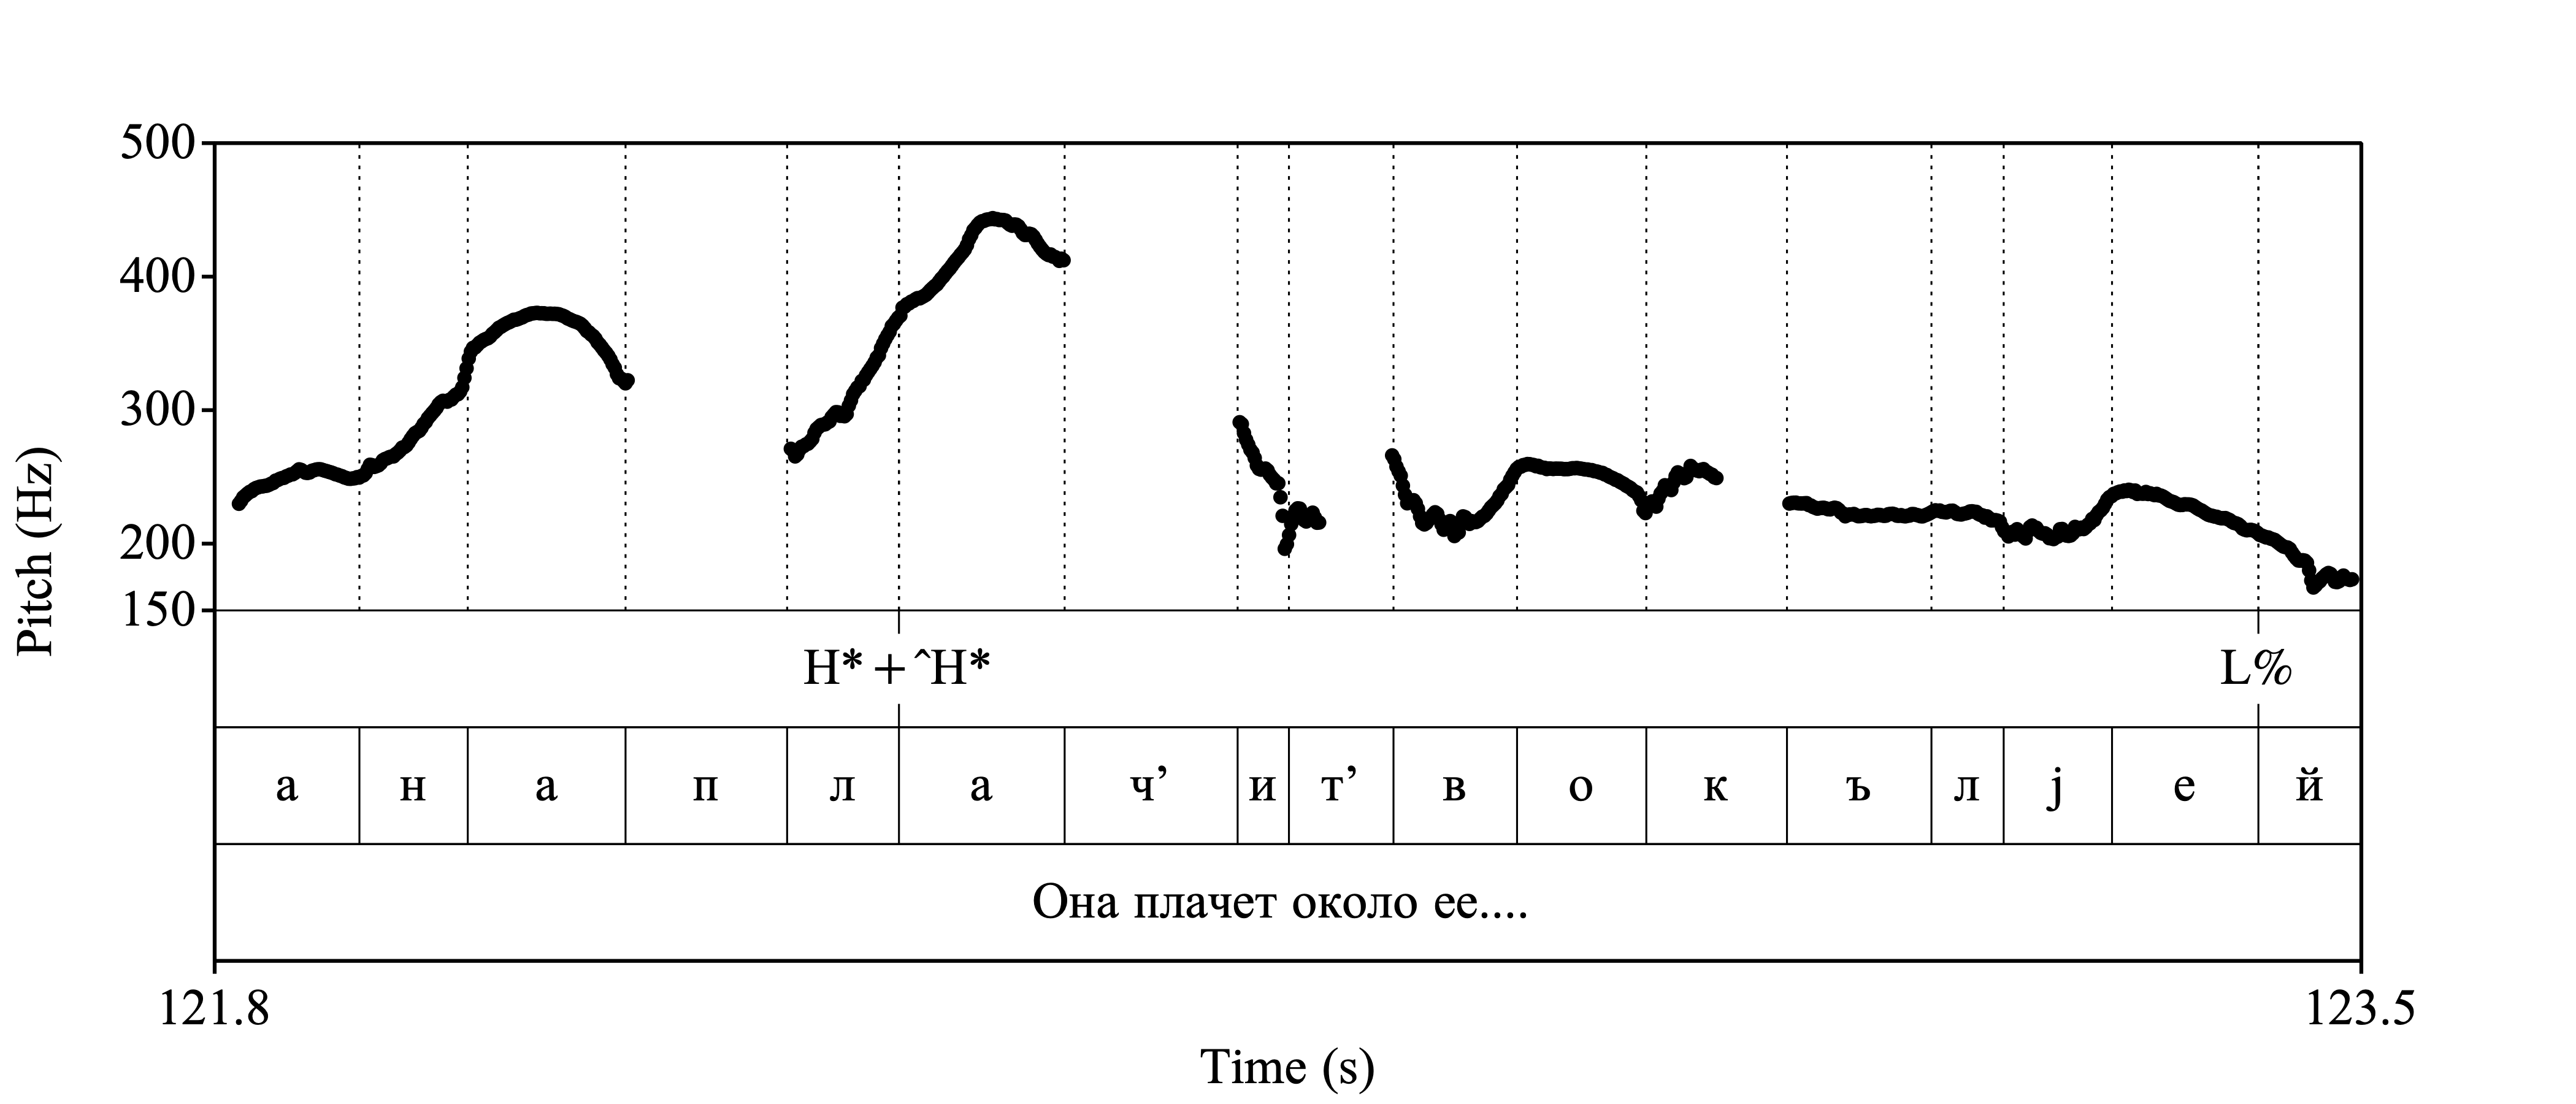 500
400
300
200
150
Pitch (Hz)
H* + ˆH* L%
а н а п л а ч’ и т’ в о к ъ л j е й
Она плачет около ее....
121.8 123.5
Time (s)